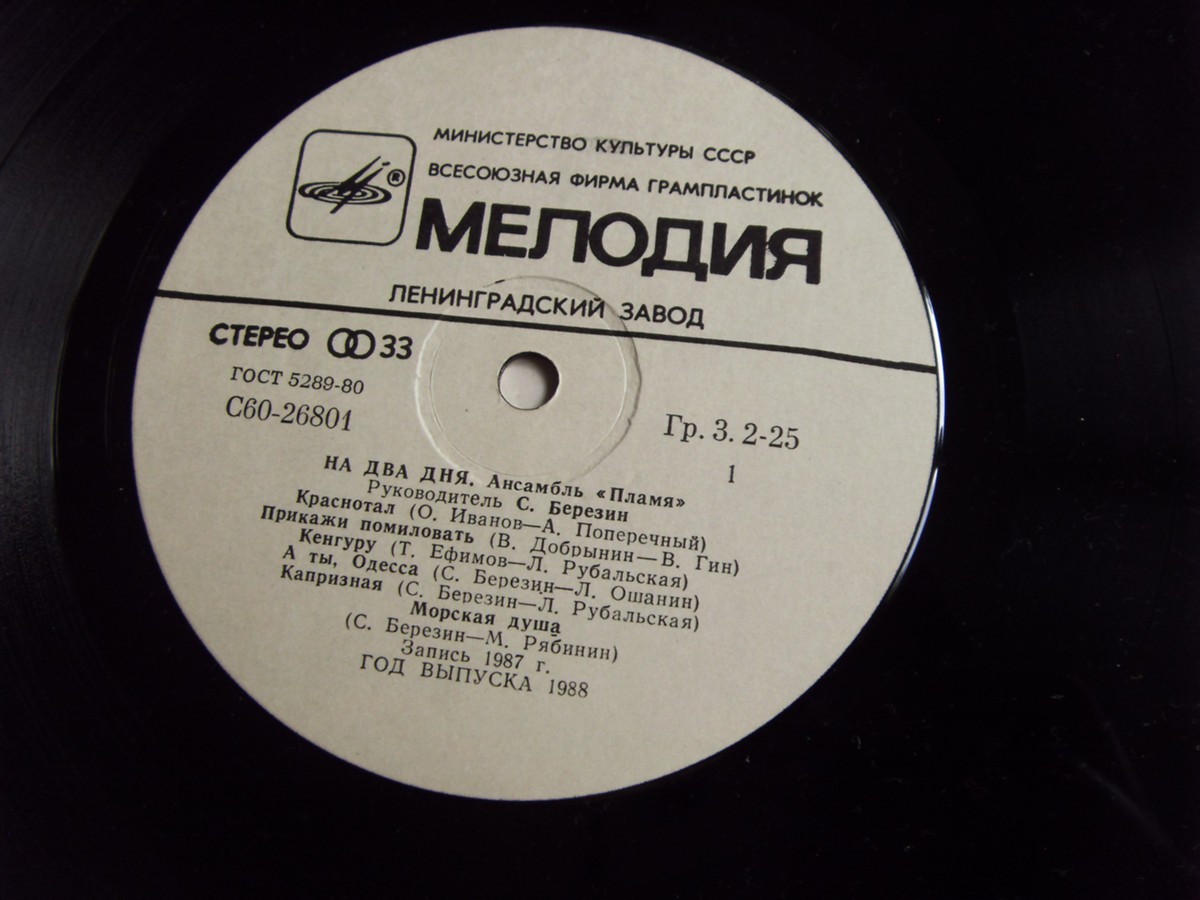 МИНИСТЕРСТВО КУЛЬТУРЫ СССР
ВСЕСОЮЗНАЯ ФИРМА ГРАМПЛАСТИНОК
®
МЕЛОДИЯ
ЛЕНИНГРАДСКИЙ ЗАВОД
СТЕРЕО 33
ГОСТ 5289-80
С60-26801
Гр. 3. 2-25
1
НА ДВА ДНЯ. Ансамбль «Пламя»
Руководитель С. Березин
Краснотал (О. Иванов—А. Поперечный)
Прикажи помиловать (В. Добрынин—В. Гин)
Кенгуру (Т. Ефимов—Л. Рубальская)
А ты, Одесса (С. Березин—Л. Ошанин)
Капризная (С. Березин—Л. Рубальская)
Морская душа
(С. Березин—М. Рябинин)
Запись 1987 г.
ГОД ВЫПУСКА 1988